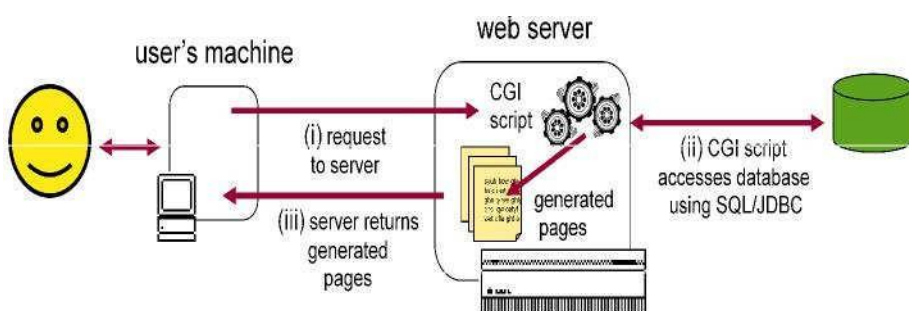 user's machine
web server
CGI
script
(i) request
to server
(ii) CGI script
accesses database
using SQL/JDBC
generated
pages
(iii) server returns
generated
pages